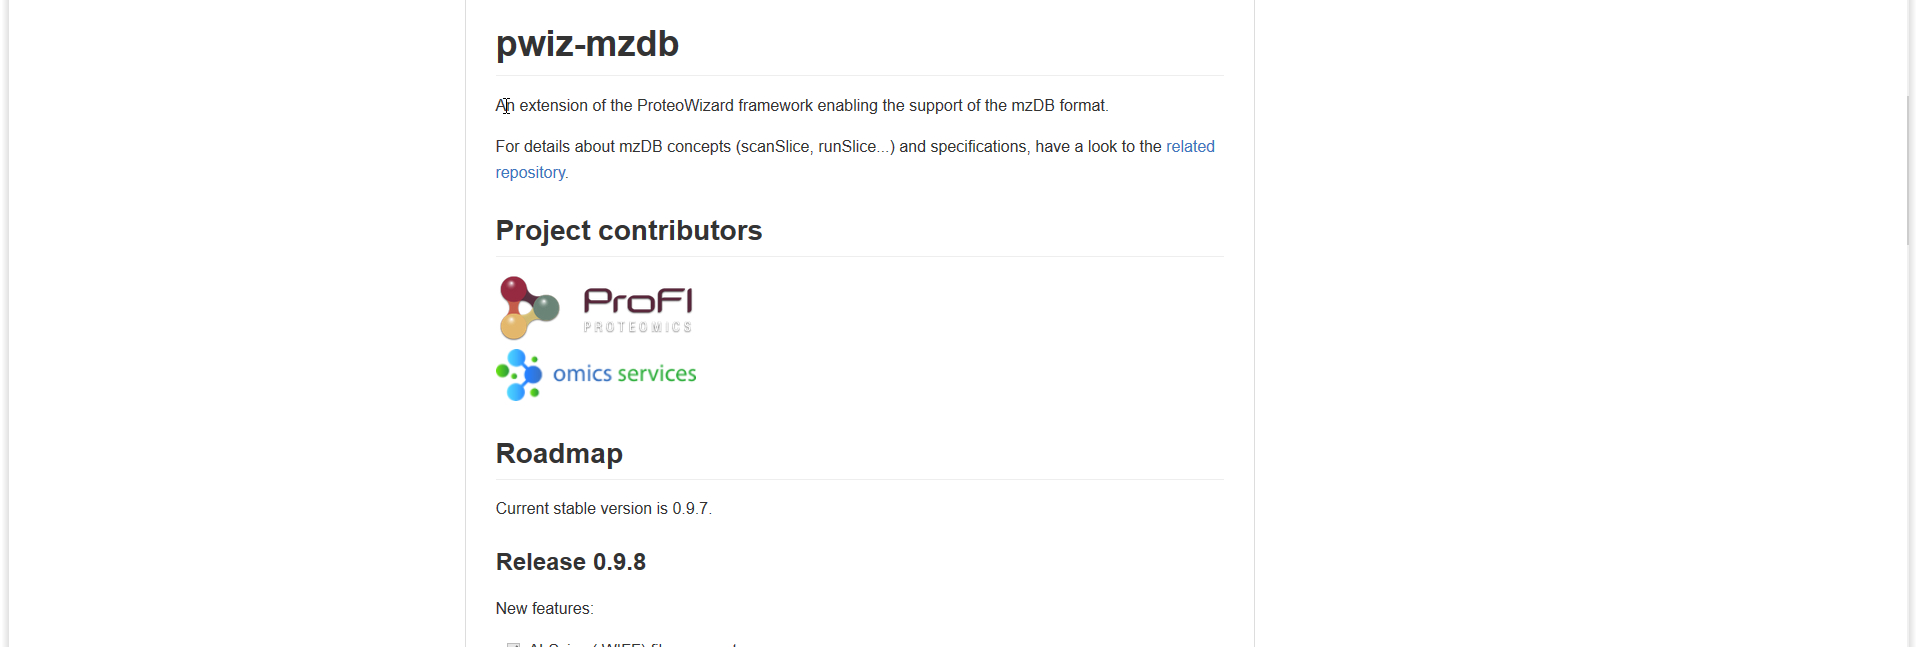 pwiz-mzdb
An extension of the ProteoWizard framework enabling the support of the mzDB format.
For details about mzDB concepts (scanSlice, runSlice...) and specifications, have a look to the related
repository.
Project contributors
ProFI
PROTEOMICS
omics services
Roadmap
Current stable version is 0.9.7.
Release 0.9.8
New features: